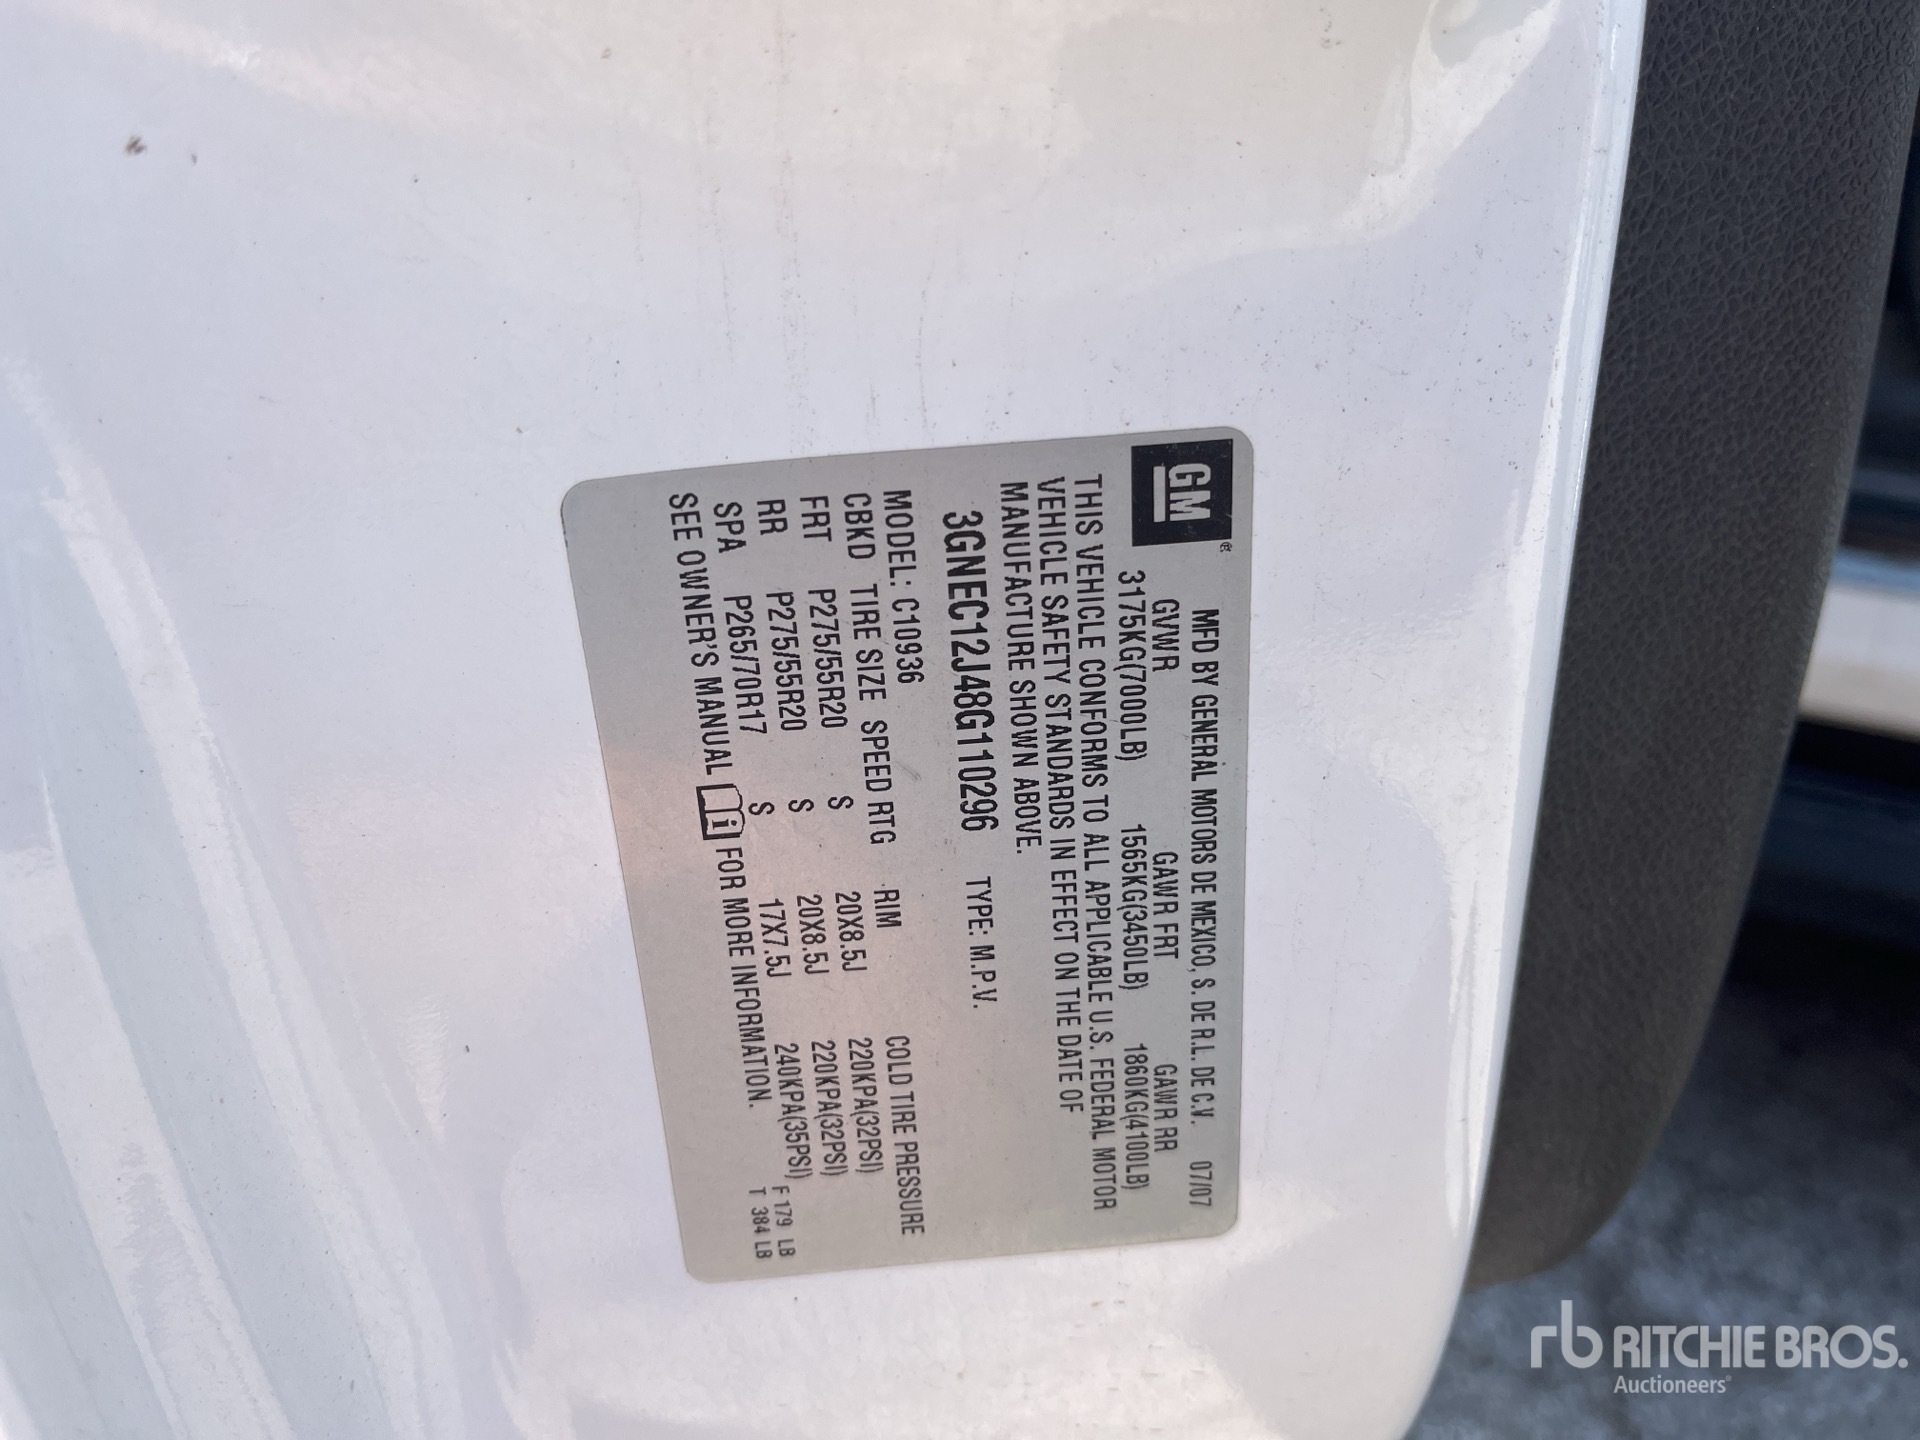 GM
MFD BY GENERAL MOTORS DE MEXICO, S. DE R.L. DE C.V. 07/07
GVWR GAWR FRT GAWR RR
3175KG(7000LB) 1565KG(3450LB) 1860KG(4100LB)
THIS VEHICLE CONFORMS TO ALL APPLICABLE U.S. FEDERAL MOTOR
VEHICLE SAFETY STANDARDS IN EFFECT ON THE DATE OF
MANUFACTURE SHOWN ABOVE.
3GNEC12J48G110296 TYPE: M.P.V.
MODEL: C10936
CBKD TIRE SIZE SPEED RTG RIM COLD TIRE PRESSURE
FRT P275/55R20 S 20X8.5J 220KPA(32PSI)
RR P275/55R20 S 20X8.5J 220KPA(32PSI)
SPA P265/70R17 S 17X7.5J 240KPA(35PSI) F 179 LB
SEE OWNER'S MANUAL i FOR MORE INFORMATION. T 384 LB
rb RITCHIE BROS.
Auctioneers